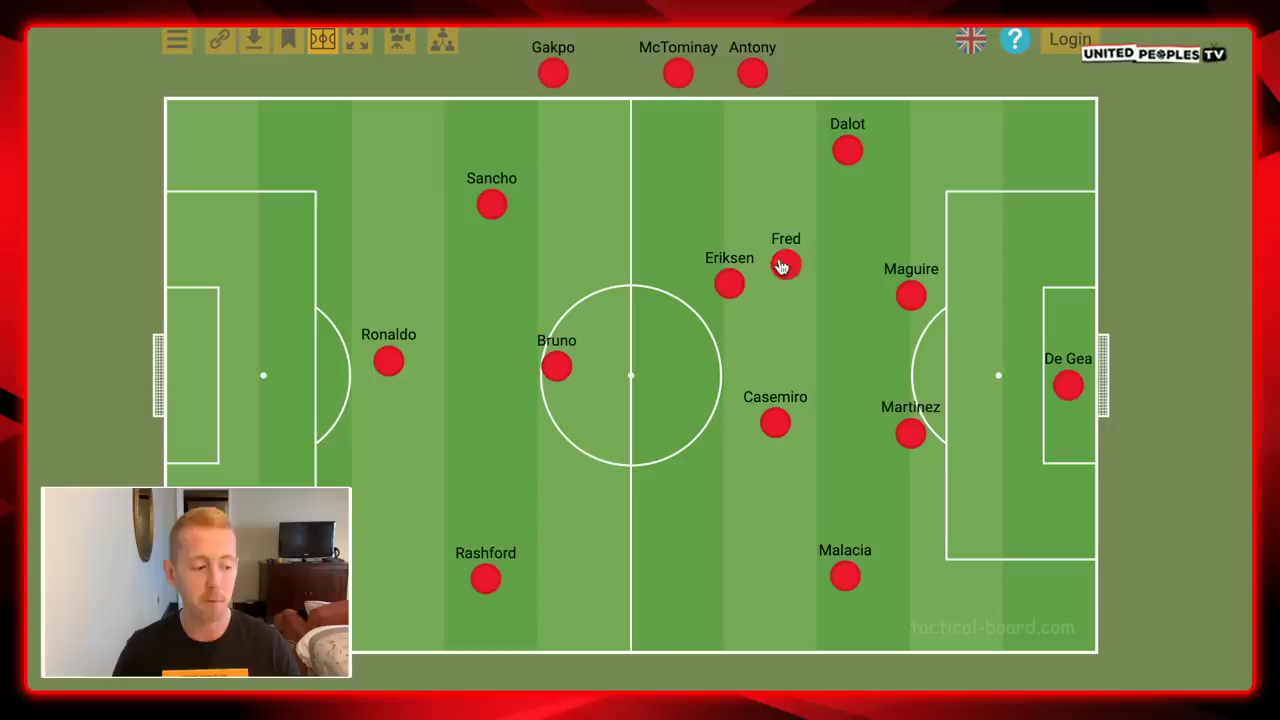 Gakpo
McTominay
Antony
Login
UNITED PEOPLES TV
Dalot
Sancho
Fred
Eriksen
Maguire
Ronaldo
Bruno
De Gea
Casemiro
Martinez
Rashford
Malacia
tactical-board.com
?